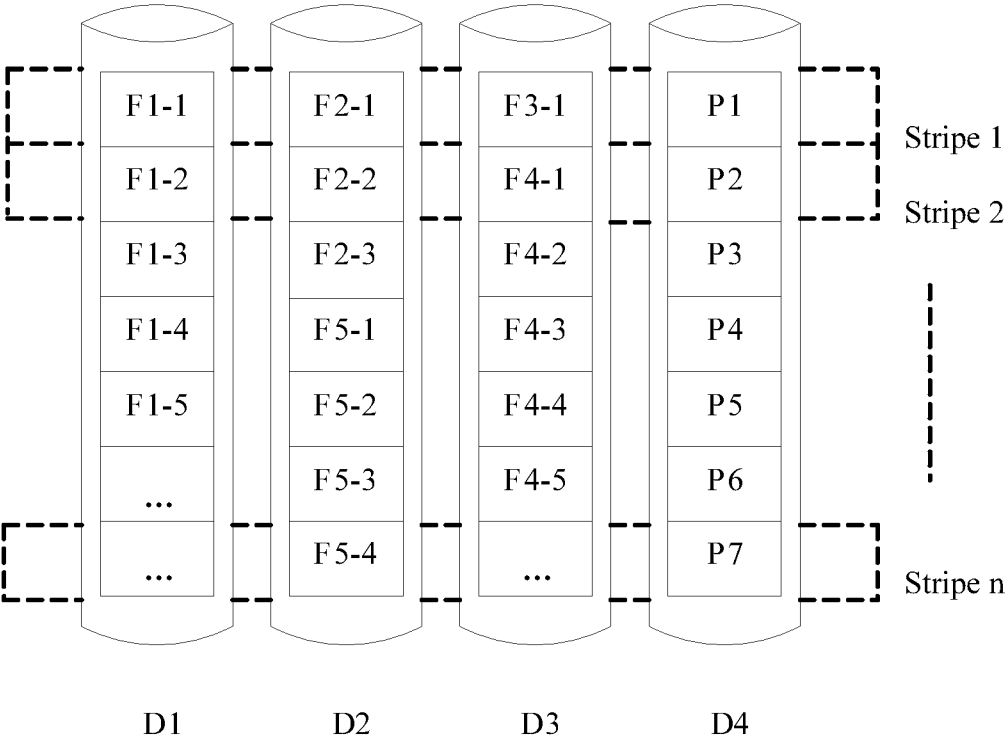 F1-1 F2-1 F3-1 P1
Stripe 1
F1-2 F2-2 F4-1 P2
Stripe 2
F1-3 F2-3 F4-2 P3
F1-4 F5-1 F4-3 P4
F1-5 F5-2 F4-4 P5
... F5-3 F4-5 P6
... F5-4 ... P7
Stripe n
D1 D2 D3 D4